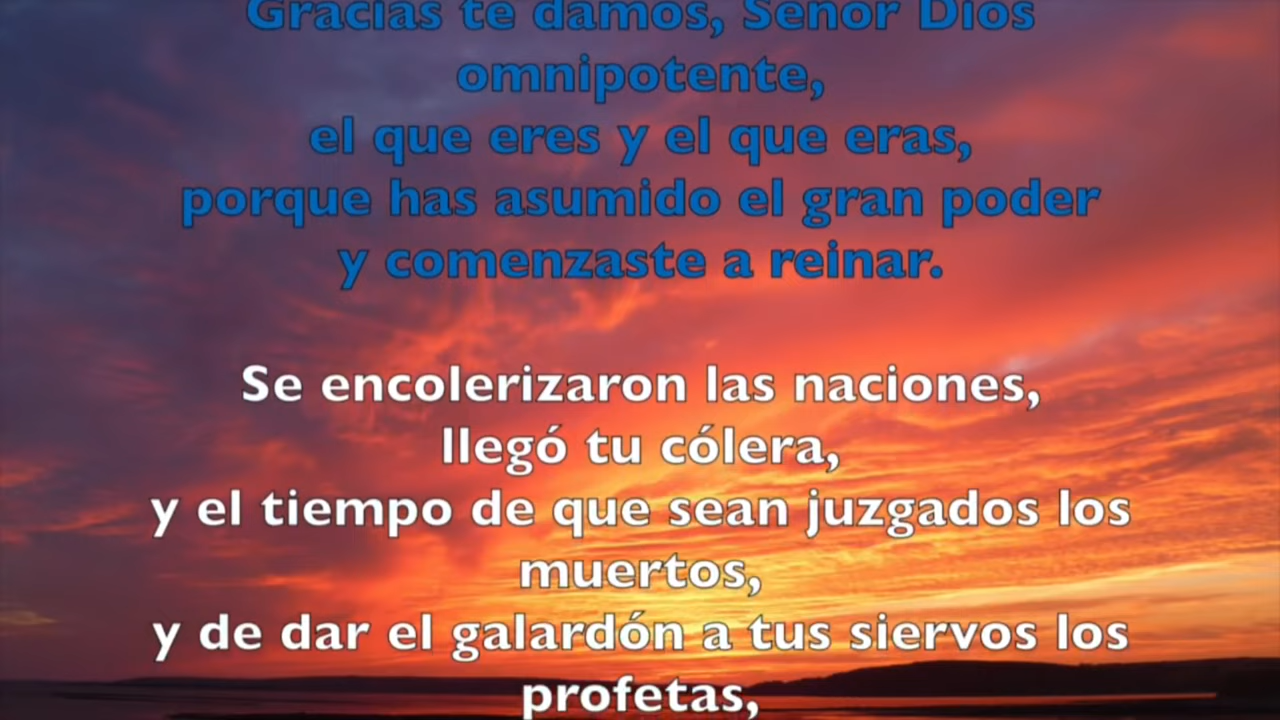 Gracias te damos, Señor Dios
omnipotente,
el que eres y el que eras,
porque has asumido el gran poder
y comenzaste a reinar.
Se encolerizaron las naciones,
llegó tu cólera,
y el tiempo de que sean juzgados los
muertos,
y de dar el galardón a tus siervos los
profetas,